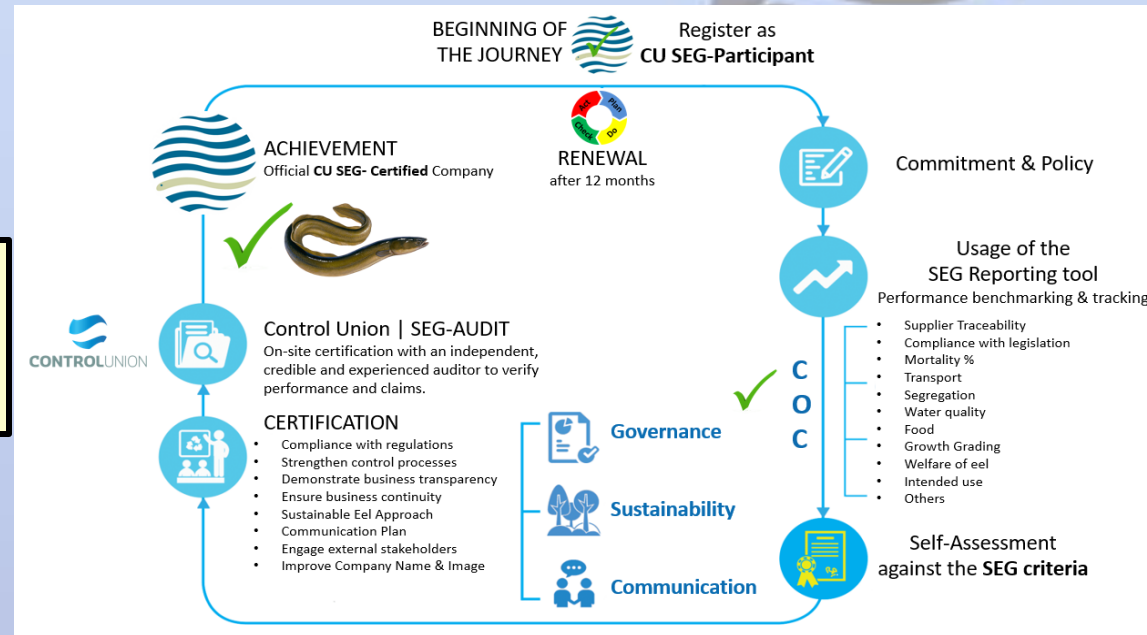 BEGINNING OF
THE JOURNEY
Register as
CU SEG-Participant
Act
Plan
Check
Do
RENEWAL
after 12 months
ACHIEVEMENT
Official CU SEG- Certified Company
Commitment & Policy
Usage of the
SEG Reporting tool
Performance benchmarking & tracking
• Supplier Traceability
• Compliance with legislation
• Mortality %
• Transport
• Segregation
• Water quality
• Food
• Growth Grading
• Welfare of eel
• Intended use
• Others
C
O
C
Self-Assessment
against the SEG criteria
CONTROLUNION
Control Union | SEG-AUDIT
On-site certification with an independent,
credible and experienced auditor to verify
performance and claims.
CERTIFICATION
• Compliance with regulations
• Strengthen control processes
• Demonstrate business transparency
• Ensure business continuity
• Sustainable Eel Approach
• Communication Plan
• Engage external stakeholders
• Improve Company Name & Image
Governance
Sustainability
Communication